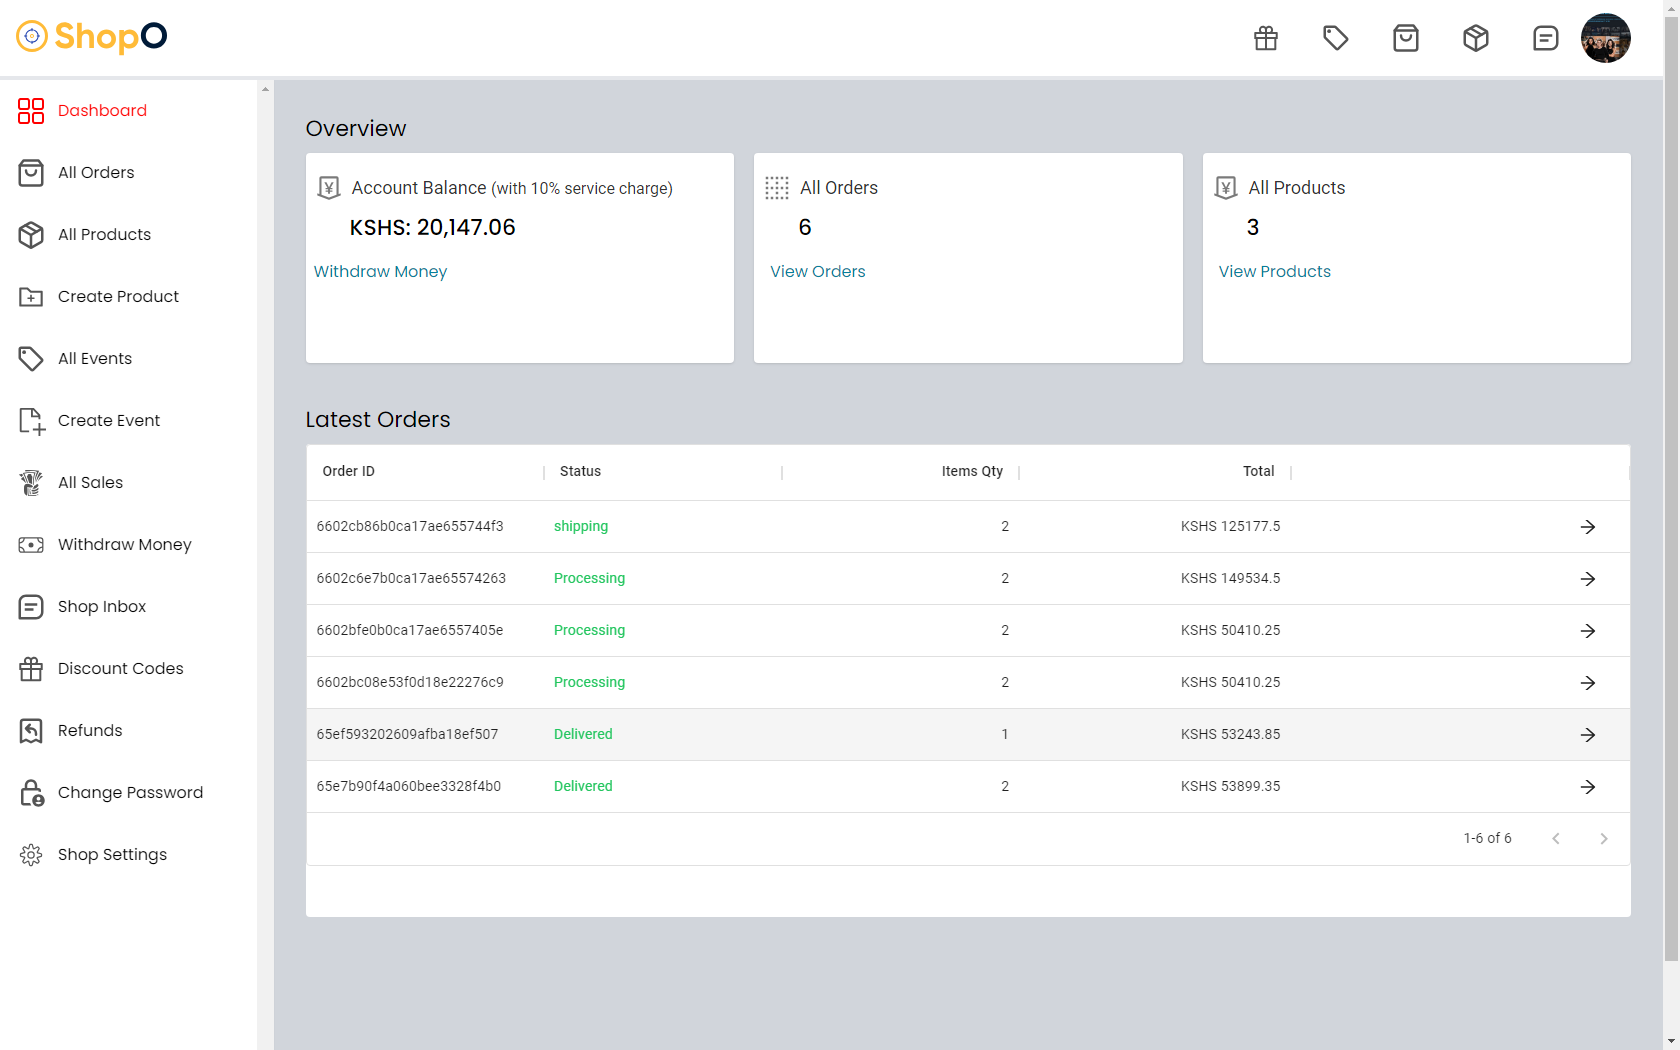 ShopO
Dashboard
All Orders
All Products
Create Product
All Events
Create Event
All Sales
Withdraw Money
Shop Inbox
Discount Codes
Refunds
Change Password
Shop Settings
Overview
¥ Account Balance (with 10% service charge)
KSHS: 20,147.06
Withdraw Money
All Orders
6
View Orders
¥ All Products
3
View Products
Latest Orders
Order ID Status Items Qty Total
6602cb86b0ca17ae655744f3 shipping 2 KSHS 125177.5
6602c6e7b0ca17ae65574263 Processing 2 KSHS 149534.5
6602bfe0b0ca17ae6557405e Processing 2 KSHS 50410.25
6602bc08e53f0d18e22276c9 Processing 2 KSHS 50410.25
65ef593202609afba18ef507 Delivered 1 KSHS 53243.85
65e7b90f4a060bee3328f4b0 Delivered 2 KSHS 53899.35
1-6 of 6